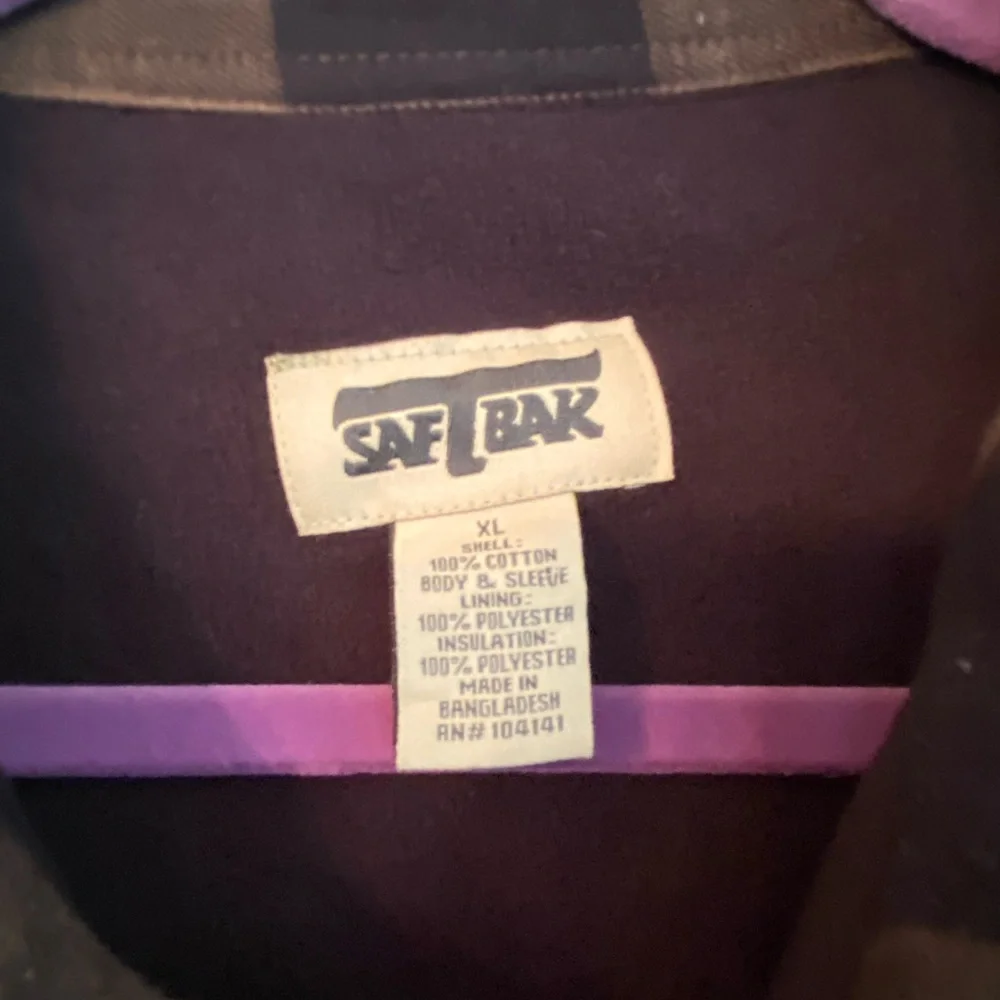 SAFTBAK
XL
SHELL:
100% COTTON
BODY & SLEEVE
LINING:
100% POLYESTER
INSULATION:
100% POLYESTER
MADE IN
BANGLADESH
RN# 104141